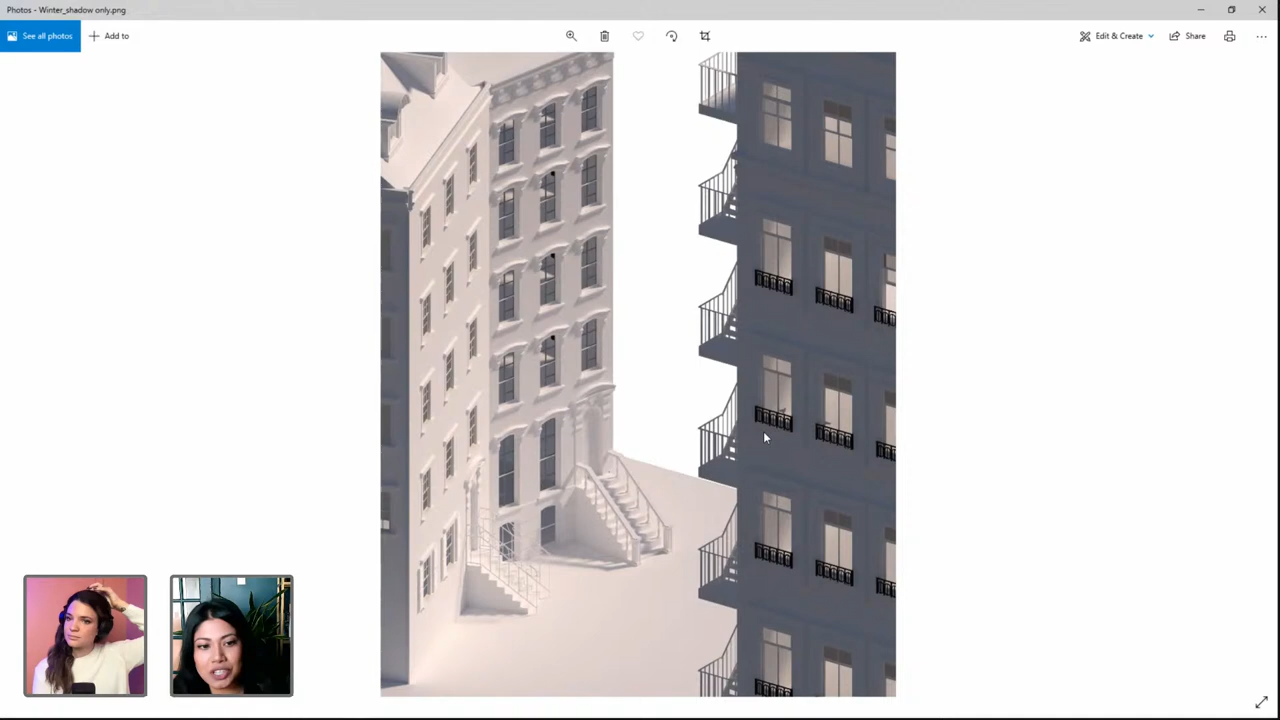 Photos - Winter_shadow only.png
See all photos
Add to
Edit & Create
Share